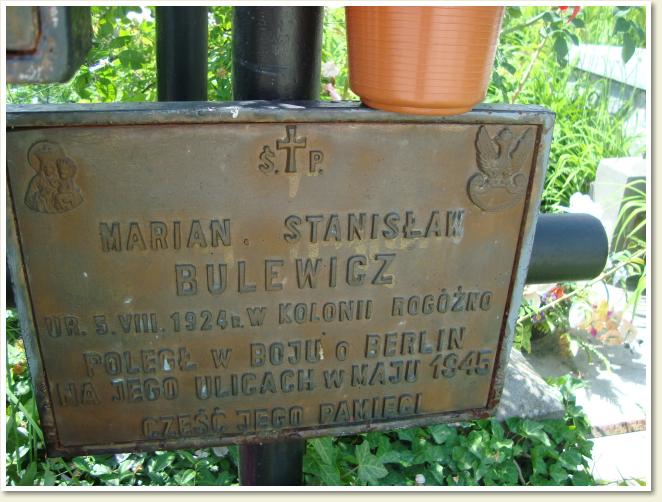 Ś. P.
MARIAN. STANISŁAW
BULEWICZ
UR. 5. VIII. 1924 R. W KOLONII ROGÓŹNO
POLEGŁ W BOJU O BERLIN
NA JEGO ULICACH W MAJU 1945
CZEŚĆ JEGO PAMIĘCI